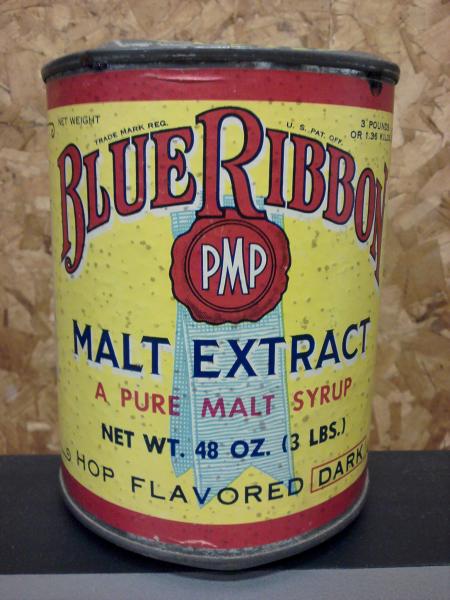 NET WEIGHT
3 POUNDS
OR 1.36 KILOS
TRADE MARK REG.
U. S. PAT. OFF.
BLUE RIBBON
PMP
MALT EXTRACT
A PURE MALT SYRUP
NET WT. 48 OZ. (3 LBS.)
HOP FLAVORED DARK